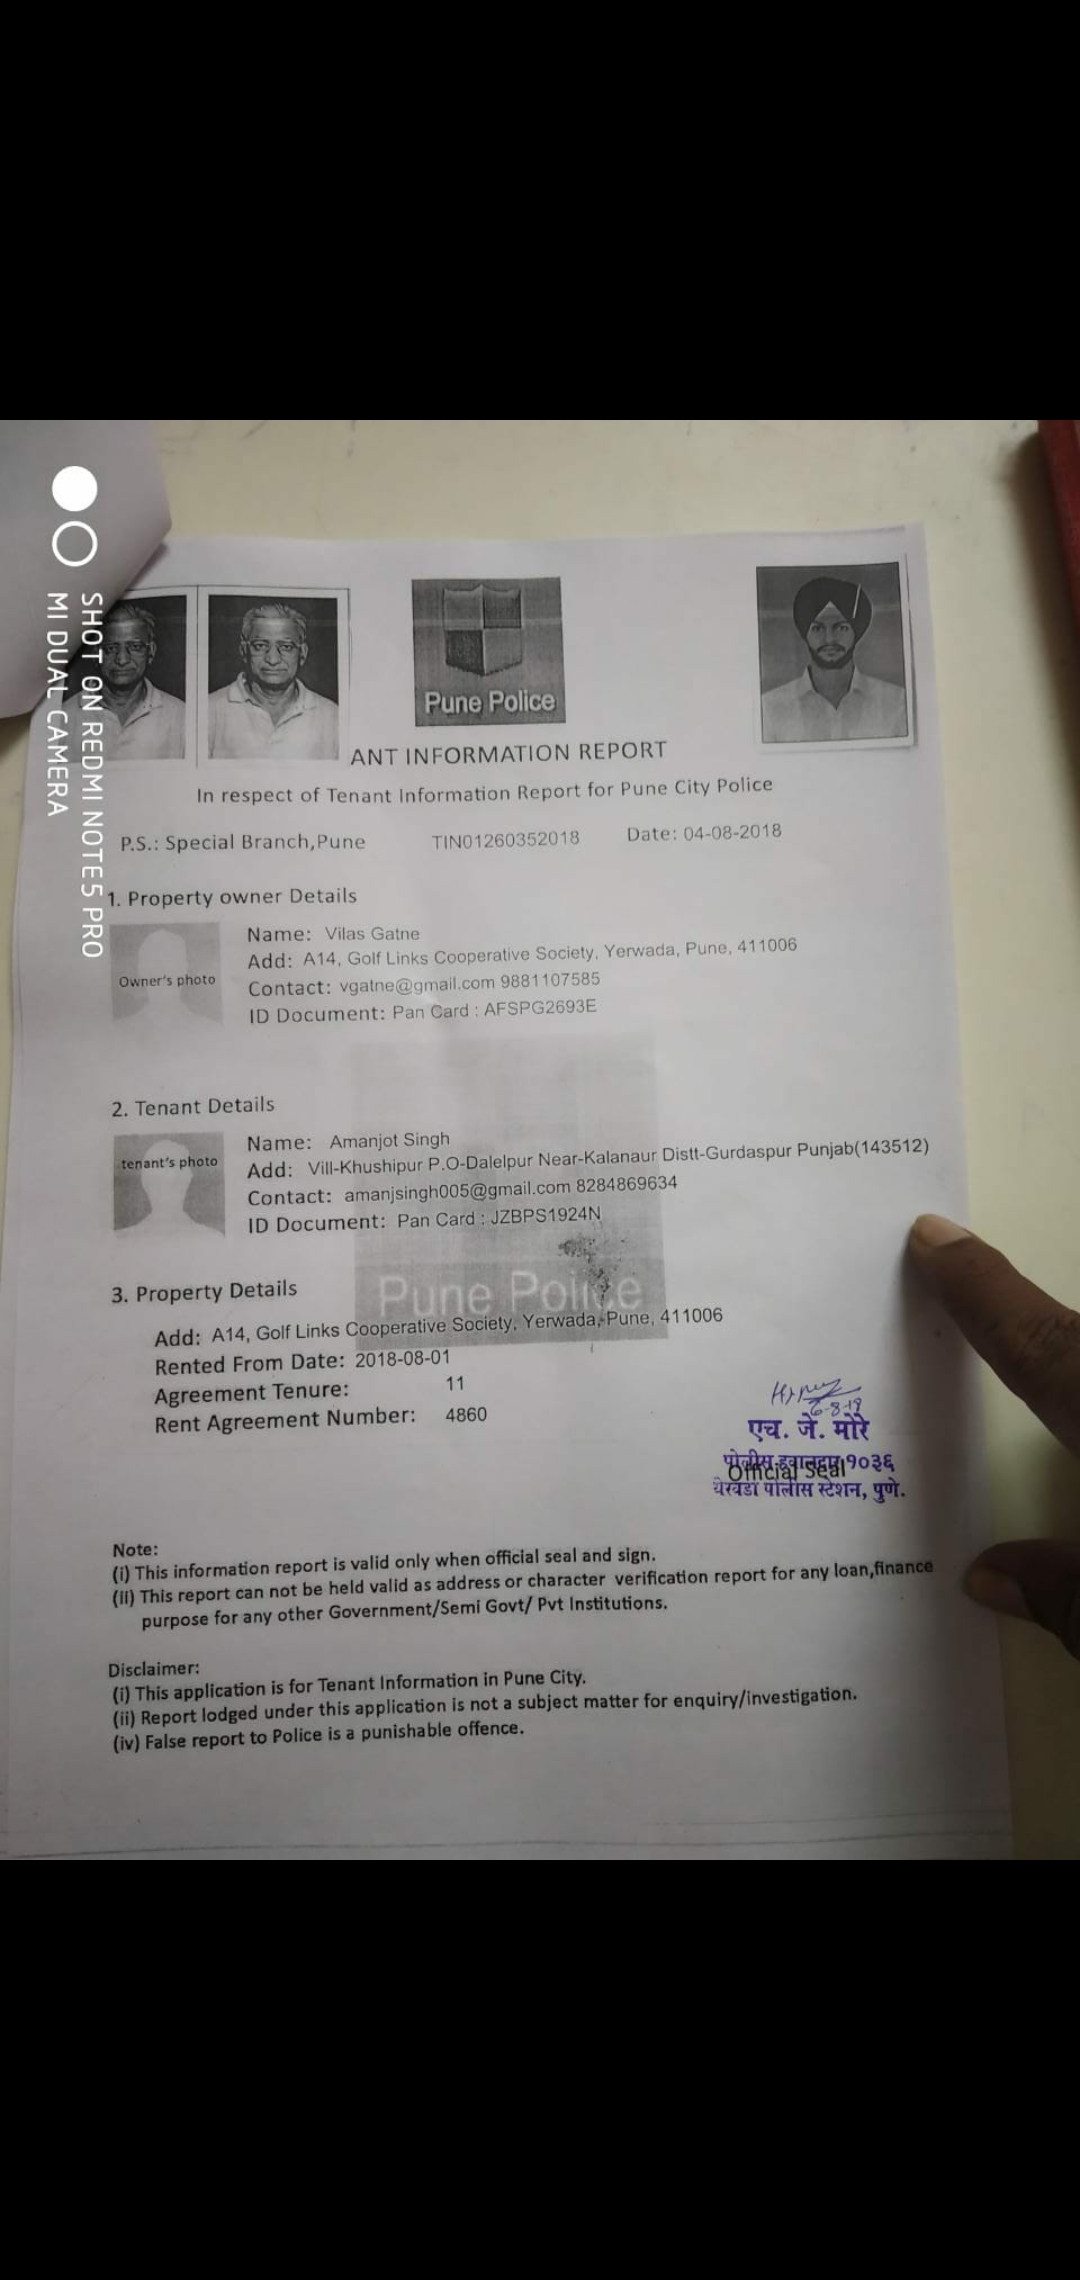 SHOT ON REDMI NOTE5 PRO
MI DUAL CAMERA
Pune Police
ANT INFORMATION REPORT
In respect of Tenant Information Report for Pune City Police
P.S.: Special Branch,Pune TIN01260352018 Date: 04-08-2018
1. Property owner Details
Owner's photo
Name: Vilas Gatne
Add: A14, Golf Links Cooperative Society, Yerwada, Pune, 411006
Contact: vgatne@gmail.com 9881107585
ID Document: Pan Card : AFSPG2693E
2. Tenant Details
tenant's photo
Name: Amanjot Singh
Add: Vill-Khushipur P.O-Dalelpur Near-Kalanaur Distt-Gurdaspur Punjab(143512)
Contact: amanjsingh005@gmail.com 8284869634
ID Document: Pan Card : JZBPS1924N
Pune Police
3. Property Details
Add: A14, Golf Links Cooperative Society, Yerwada, Pune, 411006
Rented From Date: 2018-08-01
Agreement Tenure: 11
Rent Agreement Number: 4860
एच. जे. मोरे
पोलीस हवालदार १०३६
Official Seal
येरवडा पोलीस स्टेशन, पुणे.
Note:
(i) This information report is valid only when official seal and sign.
(ii) This report can not be held valid as address or character verification report for any loan,finance
purpose for any other Government/Semi Govt/ Pvt Institutions.
Disclaimer:
(i) This application is for Tenant Information in Pune City.
(ii) Report lodged under this application is not a subject matter for enquiry/investigation.
(iv) False report to Police is a punishable offence.